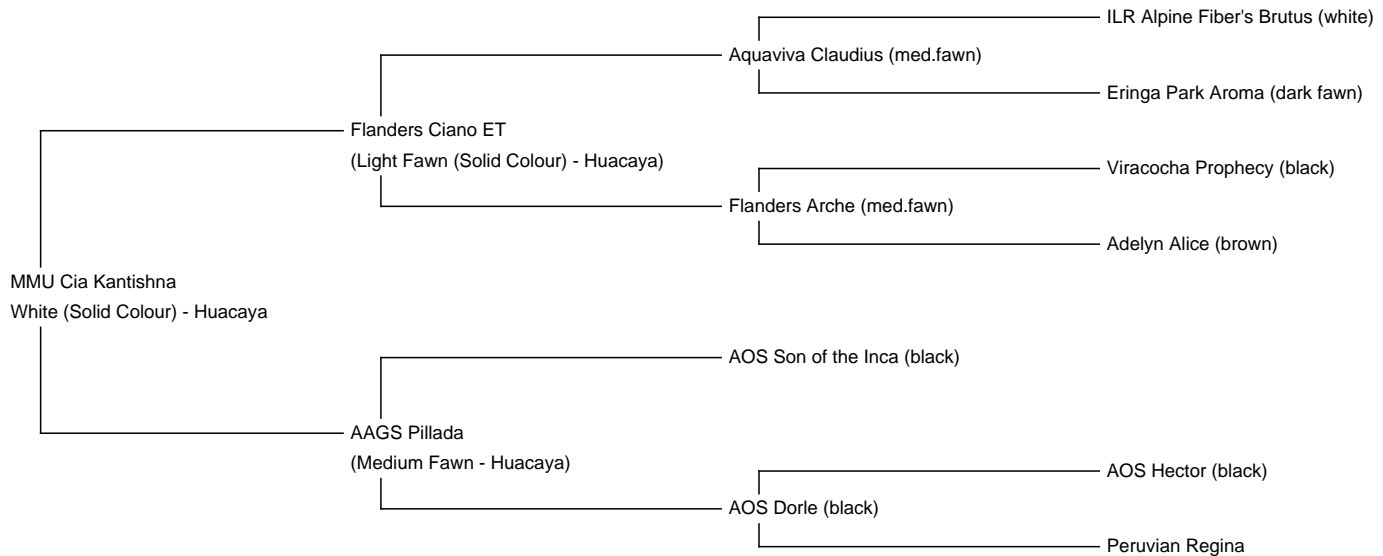 ILR Alpine Fiber's Brutus (white)
Aquaviva Claudius (med.fawn)
Eringa Park Aroma (dark fawn)
Flanders Ciano ET
(Light Fawn (Solid Colour) - Huacaya)
Viracocha Prophecy (black)
Flanders Arche (med.fawn)
Adelyn Alice (brown)
MMU Cia Kantishna
White (Solid Colour) - Huacaya
AOS Son of the Inca (black)
AAGS Pillada
(Medium Fawn - Huacaya)
AOS Hector (black)
AOS Dorle (black)
Peruvian Regina